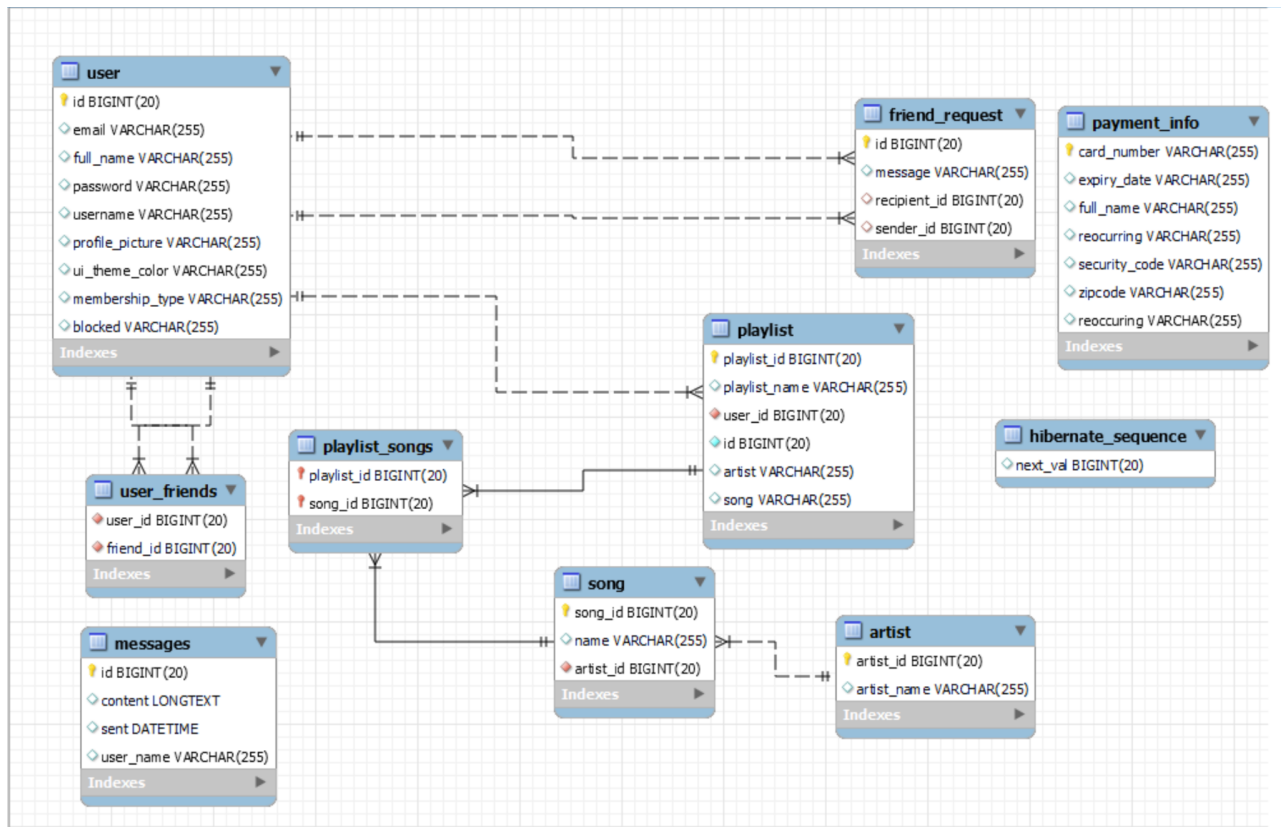 user
id BIGINT(20)
email VARCHAR(255)
full_name VARCHAR(255)
password VARCHAR(255)
username VARCHAR(255)
profile_picture VARCHAR(255)
ui_theme_color VARCHAR(255)
membership_type VARCHAR(255)
blocked VARCHAR(255)
Indexes
friend_request
id BIGINT(20)
message VARCHAR(255)
recipient_id BIGINT(20)
sender_id BIGINT(20)
Indexes
payment_info
card_number VARCHAR(255)
expiry_date VARCHAR(255)
full_name VARCHAR(255)
reocurring VARCHAR(255)
security_code VARCHAR(255)
zipcode VARCHAR(255)
reoccuring VARCHAR(255)
Indexes
playlist
playlist_id BIGINT(20)
playlist_name VARCHAR(255)
user_id BIGINT(20)
id BIGINT(20)
artist VARCHAR(255)
song VARCHAR(255)
Indexes
hibernate_sequence
next_val BIGINT(20)
Indexes
playlist_songs
playlist_id BIGINT(20)
song_id BIGINT(20)
Indexes
user_friends
user_id BIGINT(20)
friend_id BIGINT(20)
Indexes
song
song_id BIGINT(20)
name VARCHAR(255)
artist_id BIGINT(20)
Indexes
artist
artist_id BIGINT(20)
artist_name VARCHAR(255)
Indexes
messages
id BIGINT(20)
content LONGTEXT
sent DATETIME
user_name VARCHAR(255)
Indexes